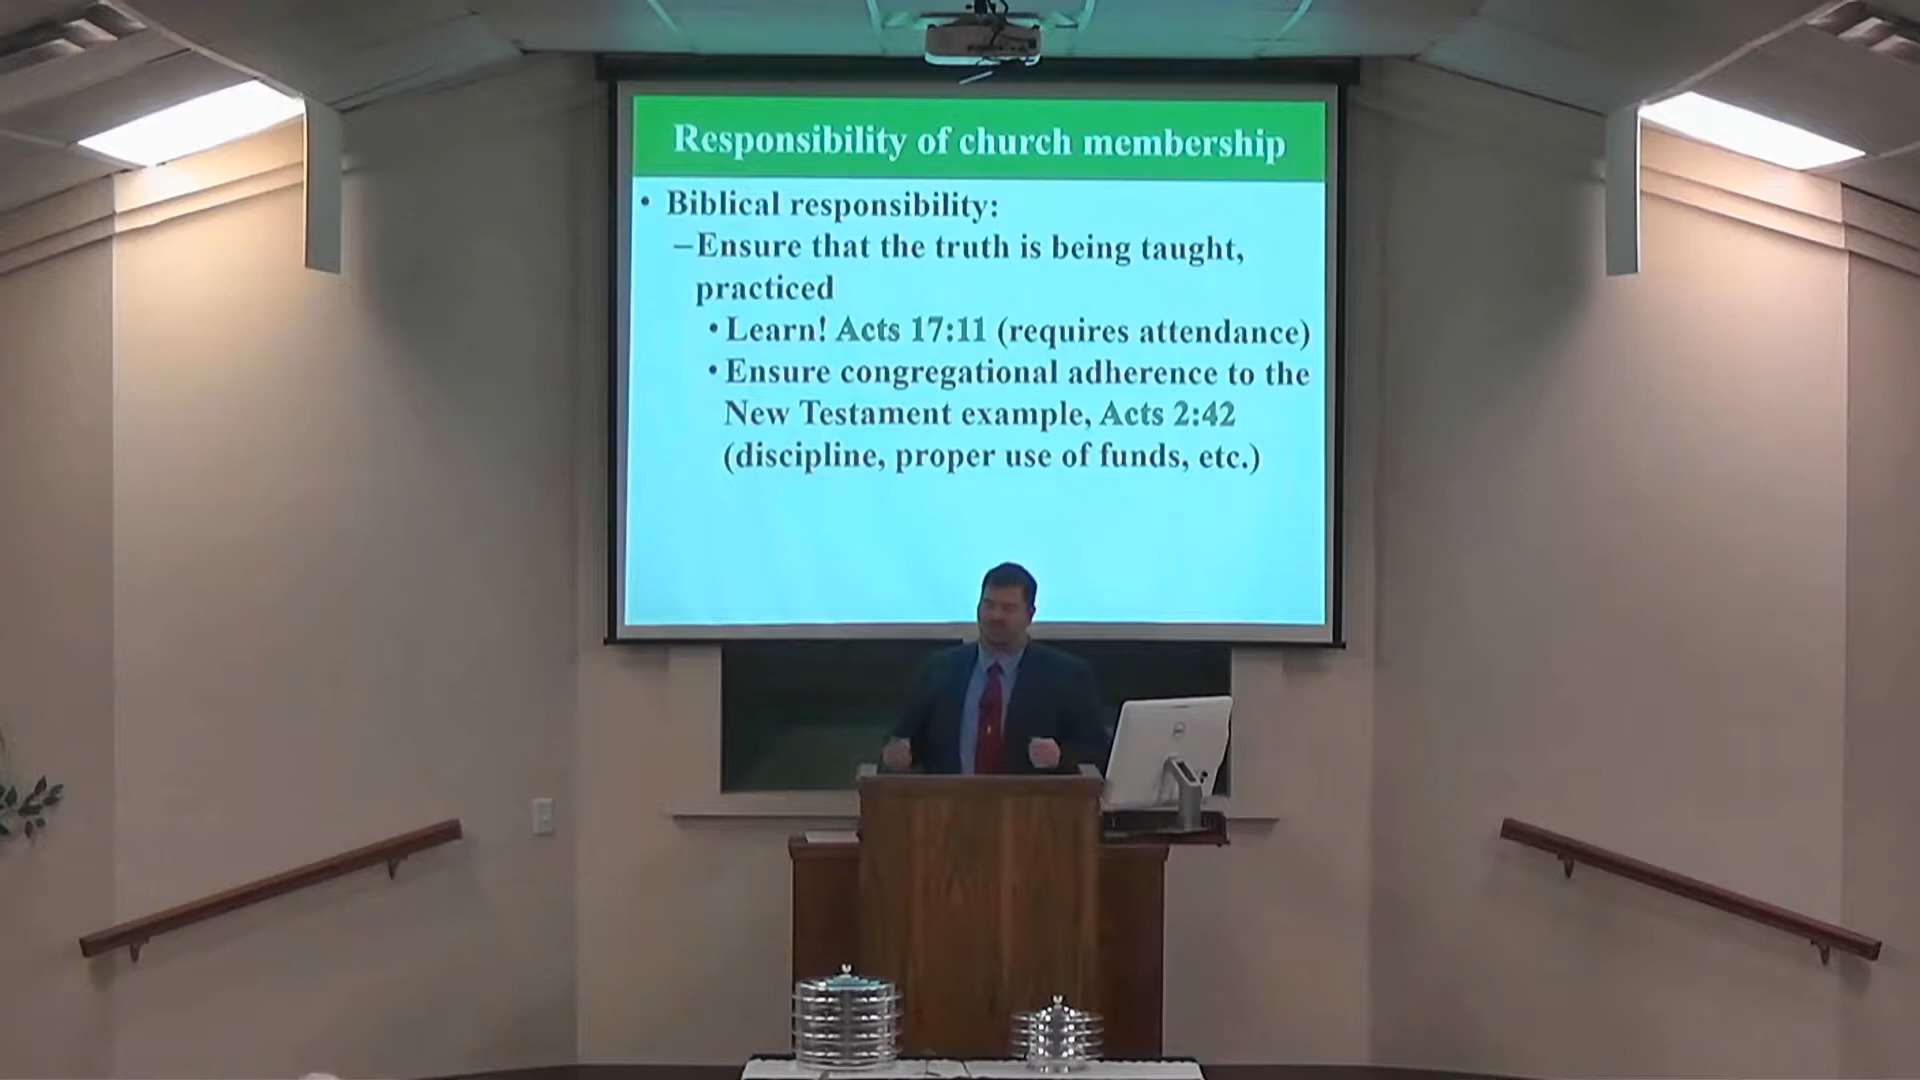 Responsibility of church membership
• Biblical responsibility:
–Ensure that the truth is being taught,
practiced
• Learn! Acts 17:11 (requires attendance)
• Ensure congregational adherence to the
New Testament example, Acts 2:42
(discipline, proper use of funds, etc.)